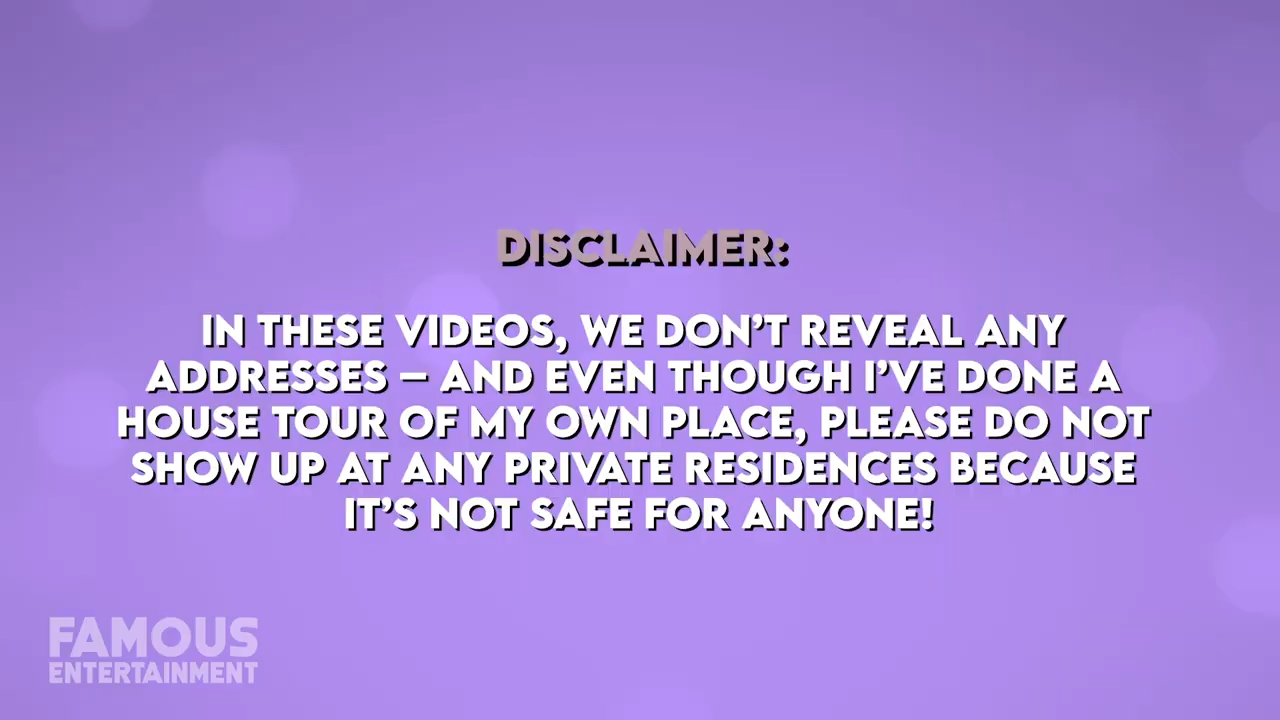 DISCLAIMER:
IN THESE VIDEOS, WE DON'T REVEAL ANY
ADDRESSES – AND EVEN THOUGH I'VE DONE A
HOUSE TOUR OF MY OWN PLACE, PLEASE DO NOT
SHOW UP AT ANY PRIVATE RESIDENCES BECAUSE
IT'S NOT SAFE FOR ANYONE!
FAMOUS
ENTERTAINMENT